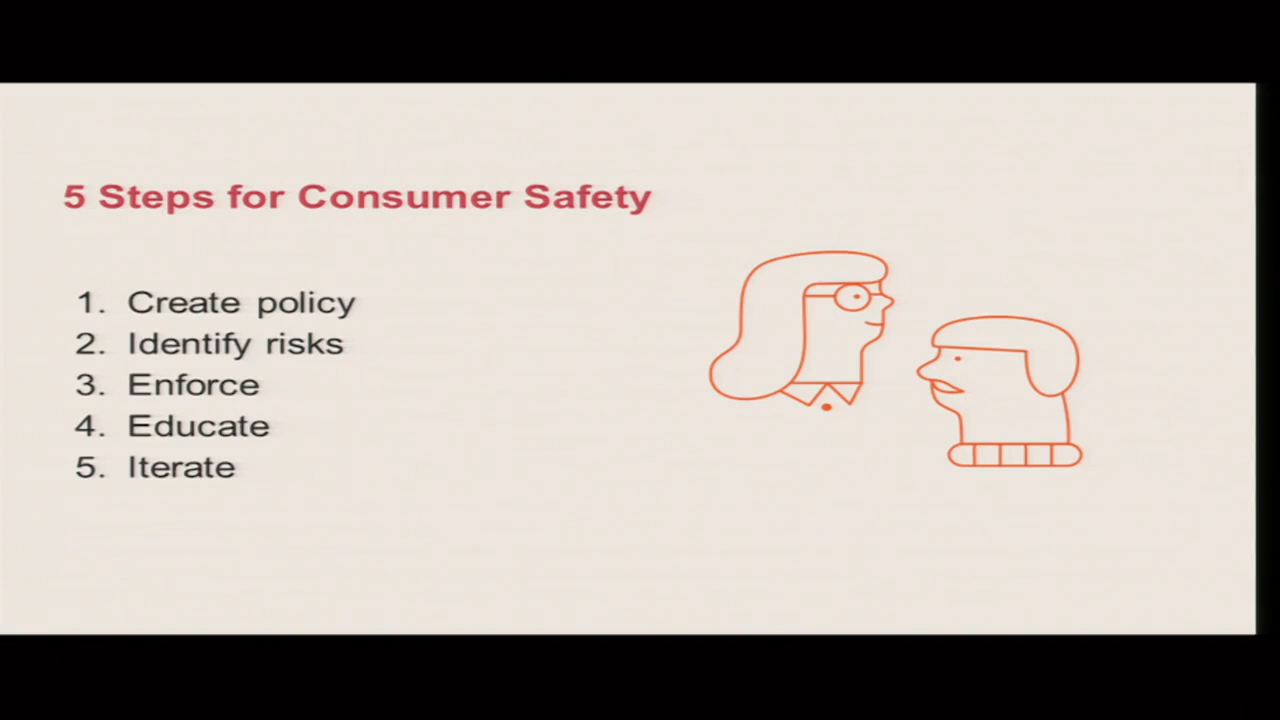 5 Steps for Consumer Safety
1. Create policy
2. Identify risks
3. Enforce
4. Educate
5. Iterate